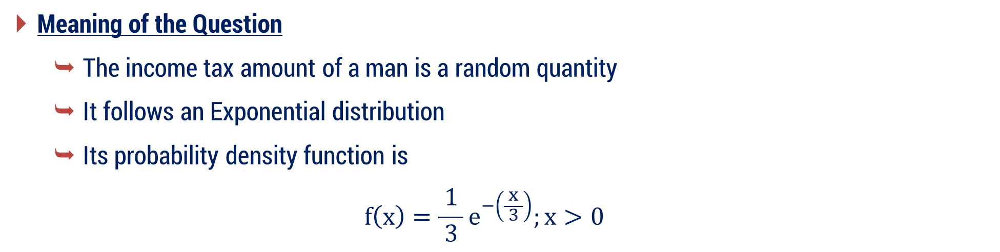 Meaning of the Question
The income tax amount of a man is a random quantity
It follows an Exponential distribution
Its probability density function is
f(x) = \frac{1}{3} e^{-\left(\frac{x}{3}\right)}; x > 0